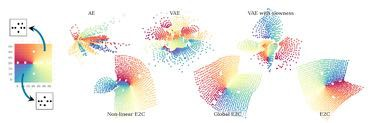 AE
VAE
VAE with slowness
Non-linear E2C
Global E2C
E2C